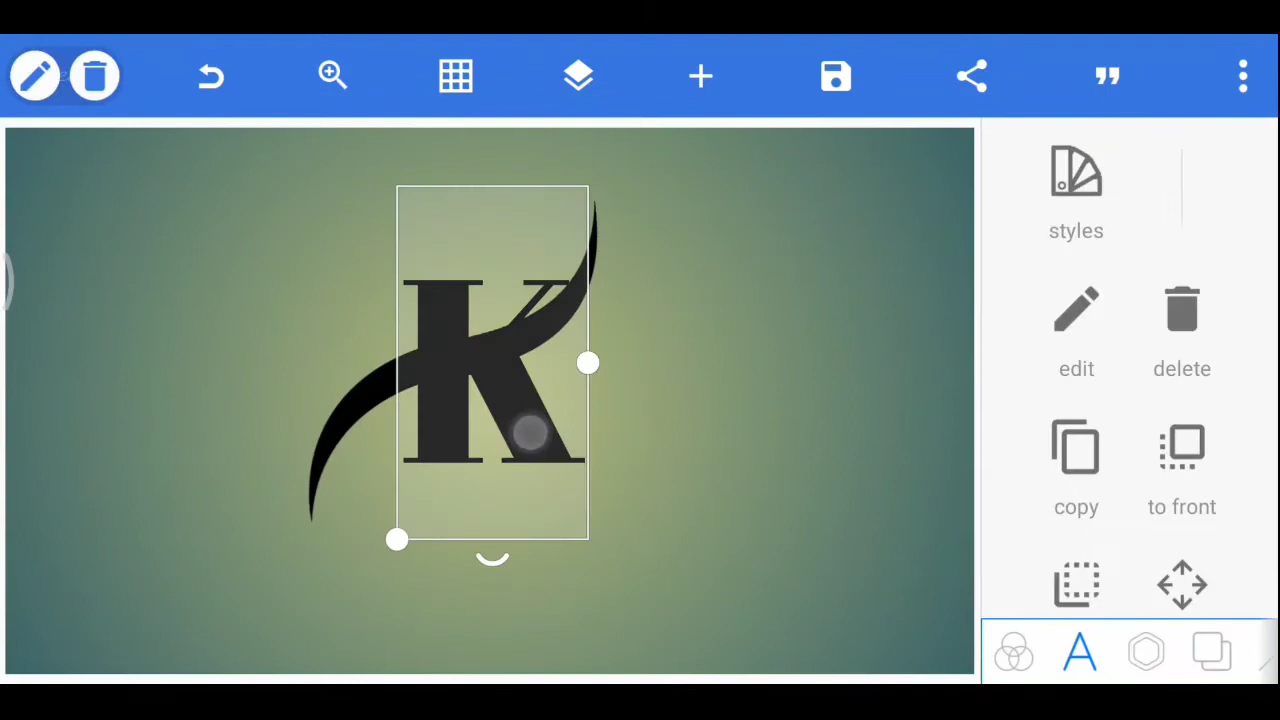 K
styles
edit
delete
copy
to front